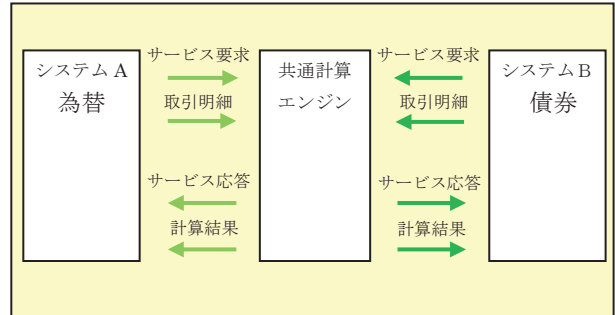 システムA
為替
サービス要求
取引明細
サービス応答
計算結果
共通計算
エンジン
サービス要求
取引明細
サービス応答
計算結果
システムB
債券